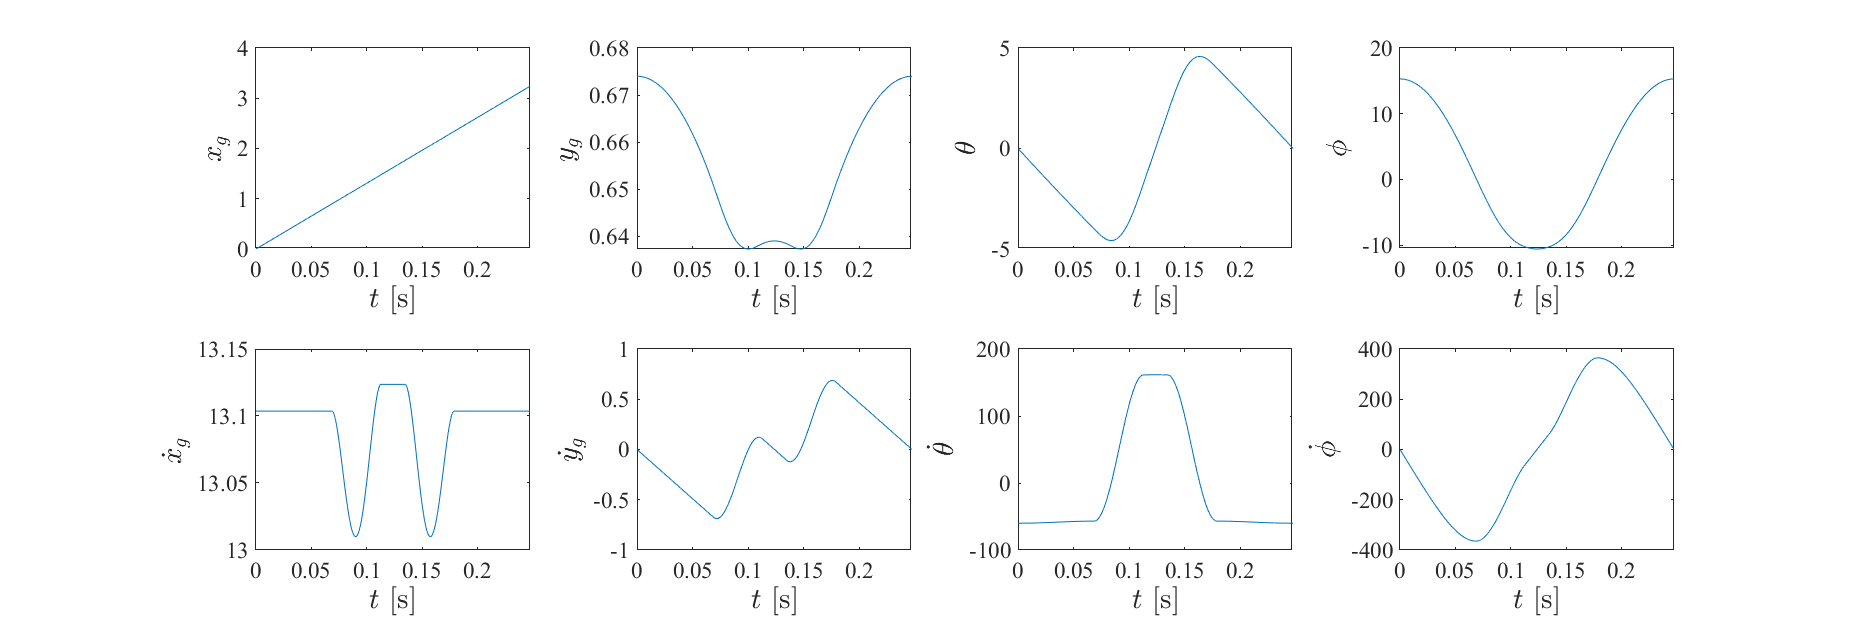 4
3
2
1
0
x_g
0 0.05 0.1 0.15 0.2
t [s]
0.68
0.67
0.66
0.65
0.64
y_g
0 0.05 0.1 0.15 0.2
t [s]
5
0
-5
θ
0 0.05 0.1 0.15 0.2
t [s]
20
10
0
-10
ϕ
0 0.05 0.1 0.15 0.2
t [s]
13.15
13.1
13.05
13
ẋ_g
0 0.05 0.1 0.15 0.2
t [s]
1
0.5
0
-0.5
-1
ẏ_g
0 0.05 0.1 0.15 0.2
t [s]
200
100
0
-100
θ̇
0 0.05 0.1 0.15 0.2
t [s]
400
200
0
-200
-400
ϕ̇
0 0.05 0.1 0.15 0.2
t [s]